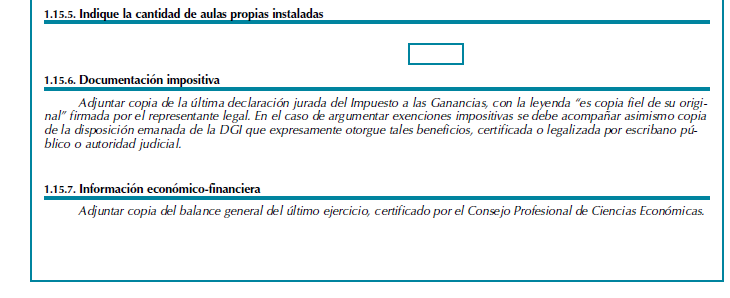 1.15.5. Indique la cantidad de aulas propias instaladas
1.15.6. Documentación impositiva
Adjuntar copia de la última declaración jurada del Impuesto a las Ganancias, con la leyenda “es copia fiel de su origi-
nal” firmada por el representante legal. En el caso de argumentar exenciones impositivas se debe acompañar asimismo copia
de la disposición emanada de la DGI que expresamente otorgue tales beneficios, certificada o legalizada por escribano pú-
blico o autoridad judicial.
1.15.7. Información económico-financiera
Adjuntar copia del balance general del último ejercicio, certificado por el Consejo Profesional de Ciencias Económicas.